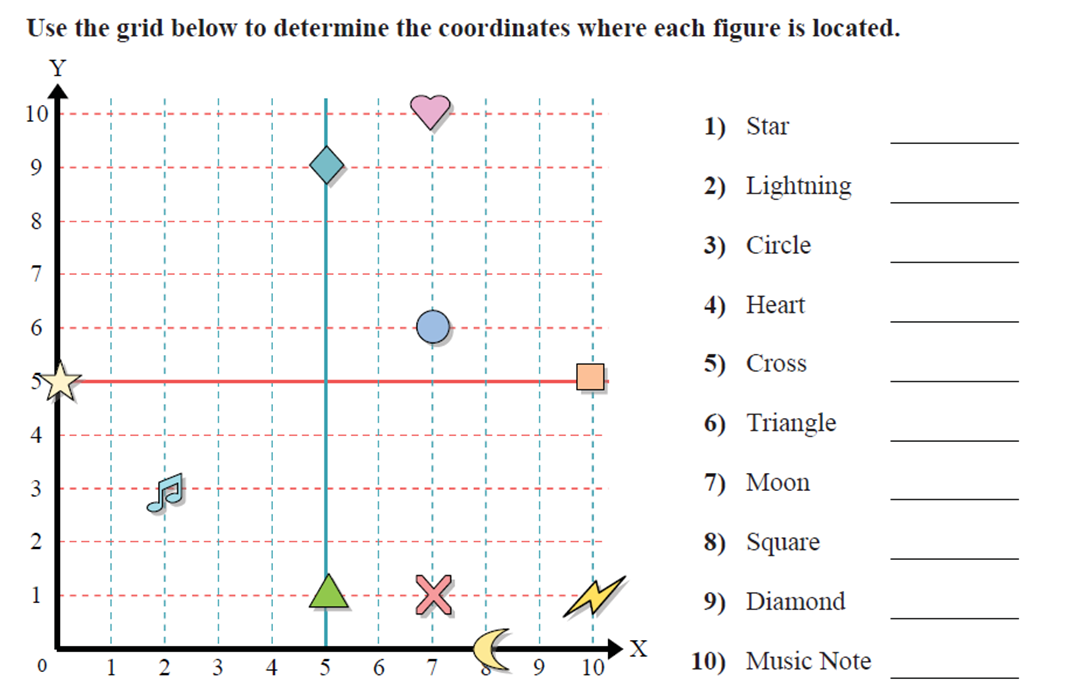 Use the grid below to determine the coordinates where each figure is located.
Y
10
9
8
7
6
5
4
3
2
1
0 1 2 3 4 5 6 7 8 9 10 X
1) Star
2) Lightning
3) Circle
4) Heart
5) Cross
6) Triangle
7) Moon
8) Square
9) Diamond
10) Music Note